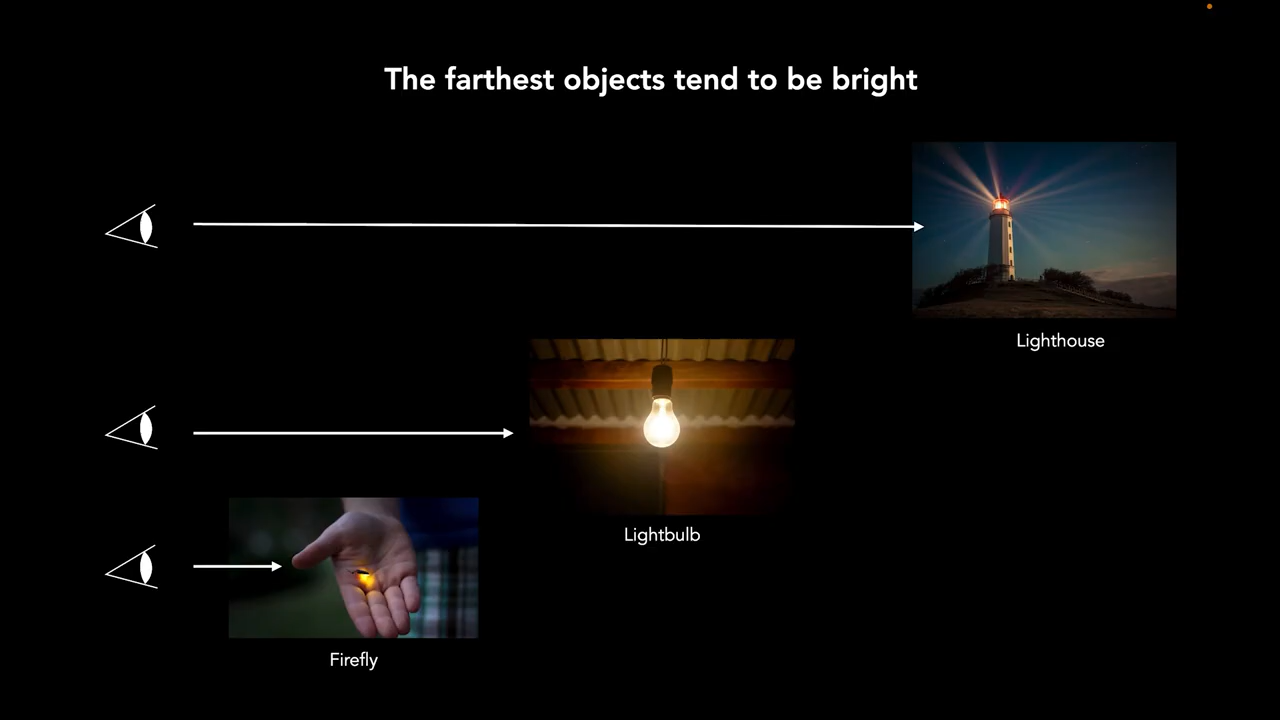 The farthest objects tend to be bright
Lighthouse
Lightbulb
Firefly